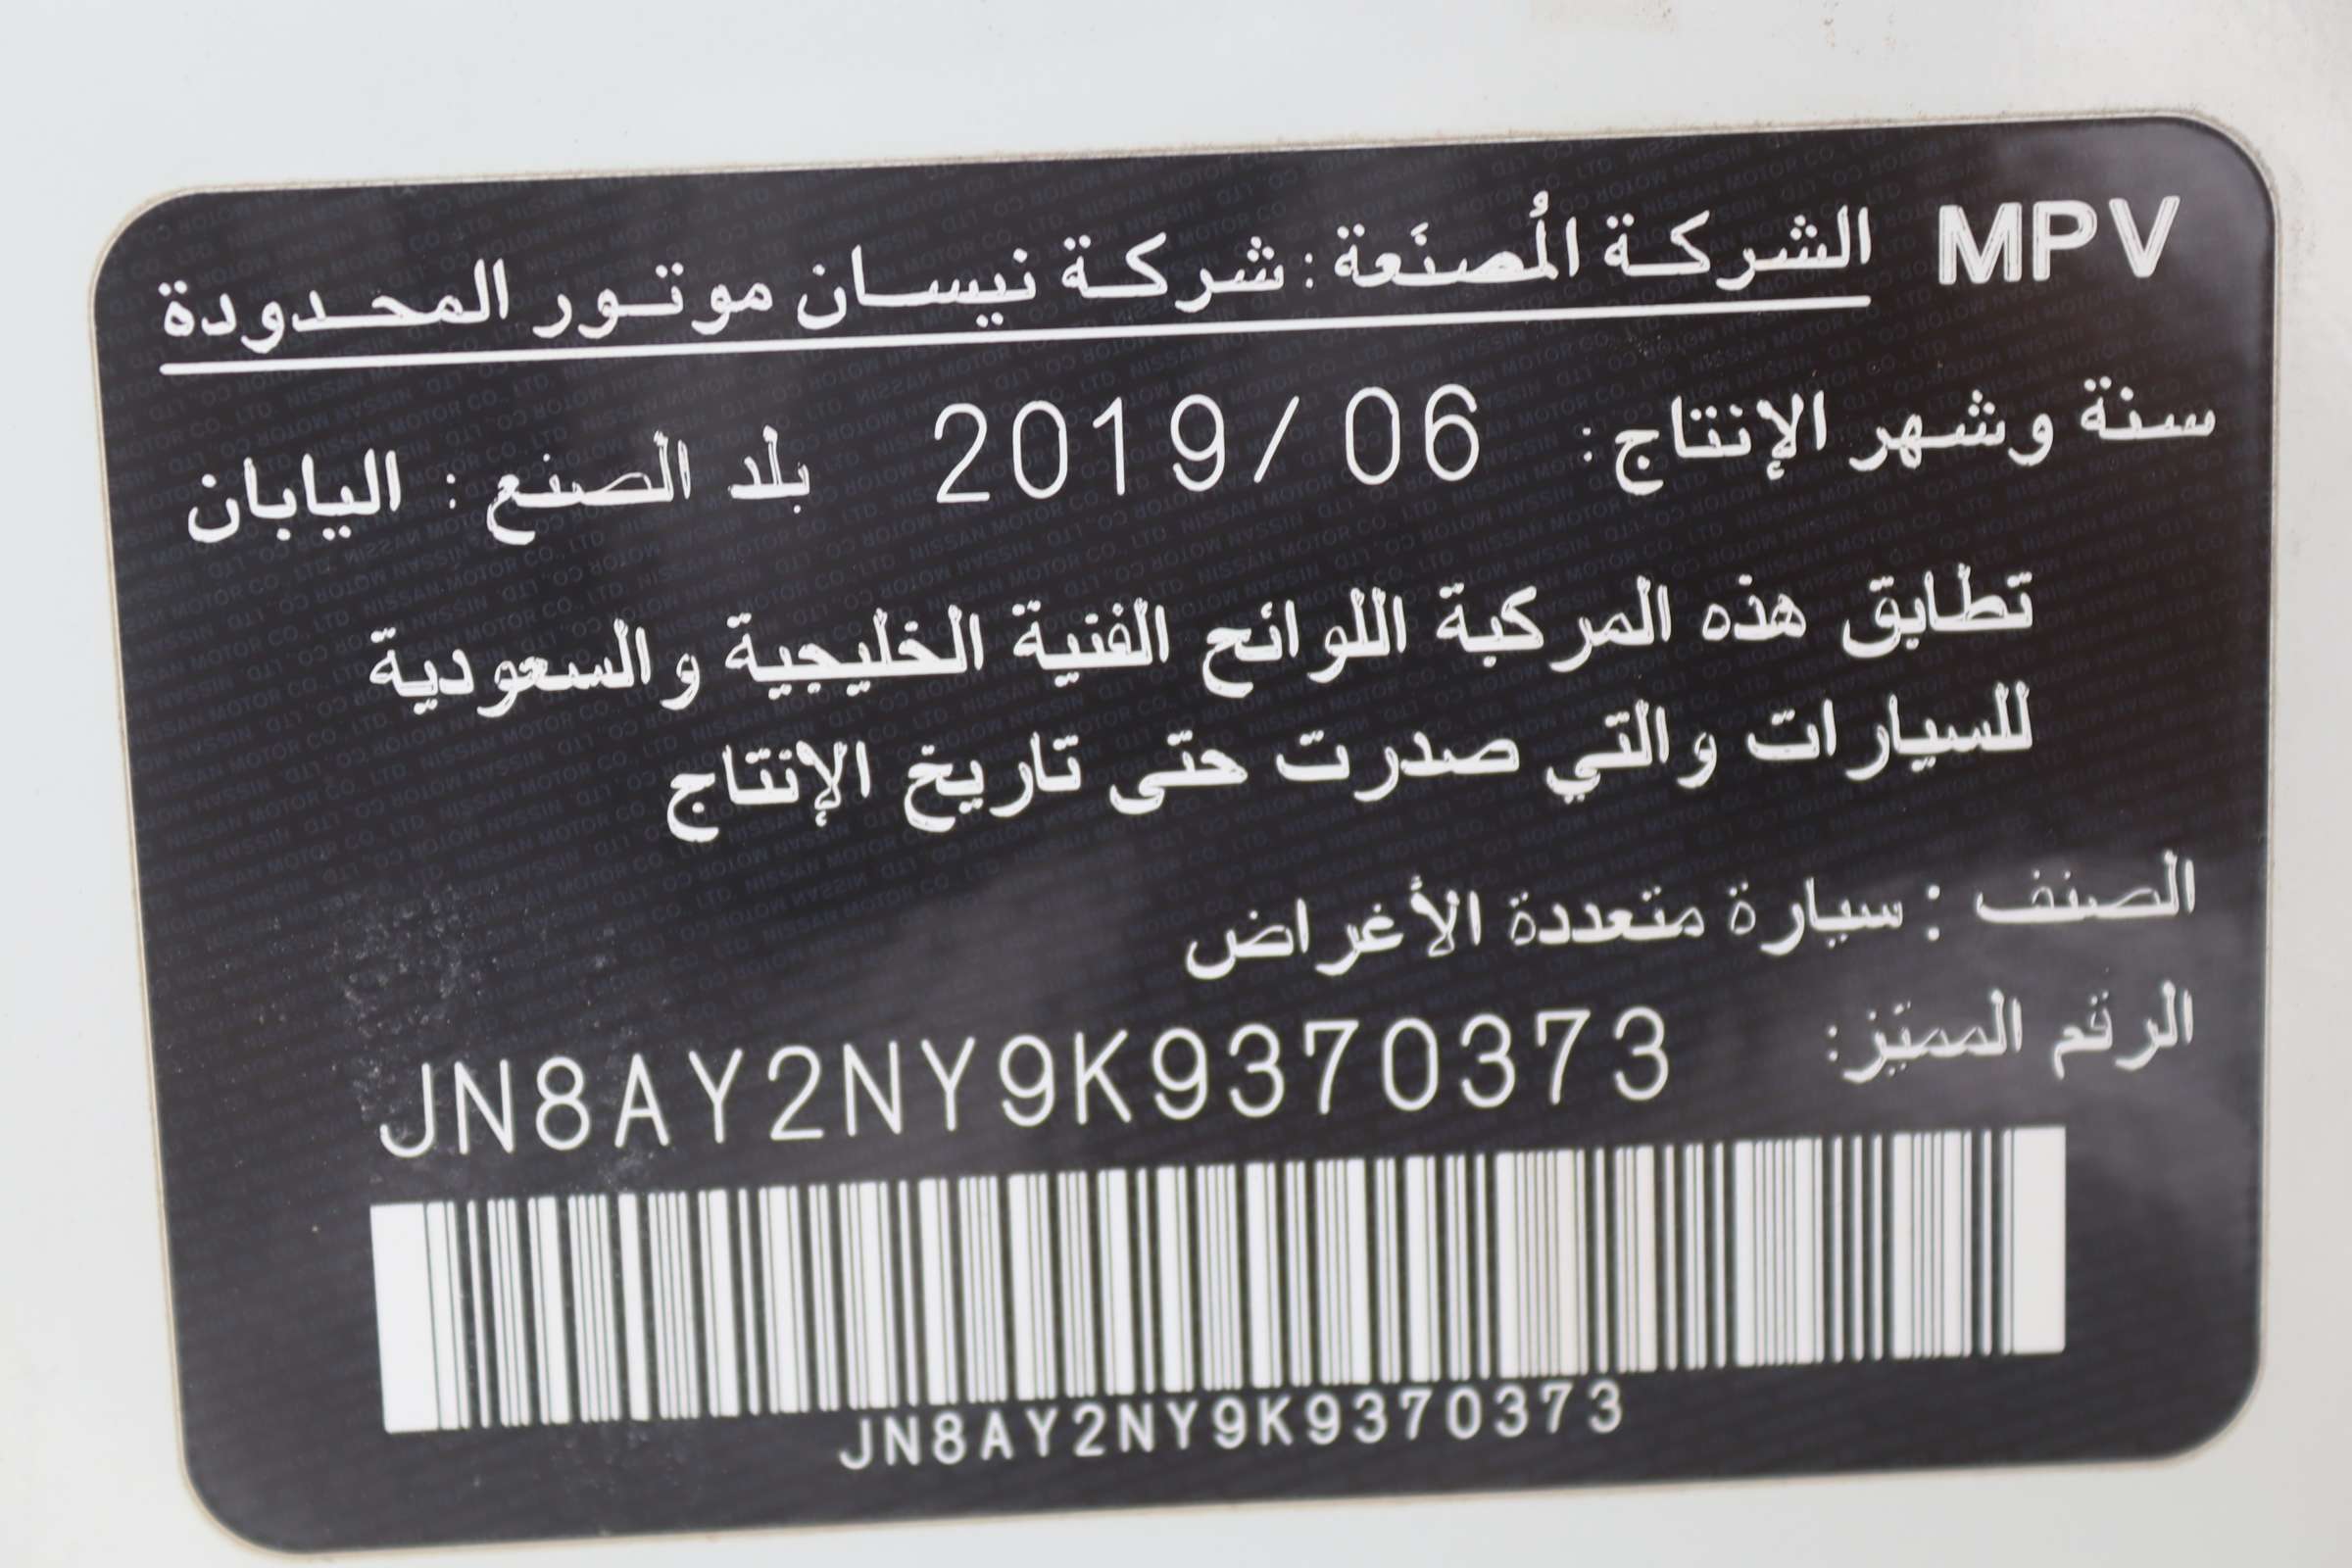 MPV الشركة المُصنَعة: شركة نيسان موتور المحدودة
سنة وشهر الإنتاج: 2019/06 بلد الصنع : اليابان
تطابق هذه المركبة اللوائح الفنية الخليجية والسعودية
للسيارات والتي صدرت حتى تاريخ الإنتاج
الصنف : سيارة متعددة الأغراض
الرقم المميّز: JN8AY2NY9K9370373
JN8AY2NY9K9370373